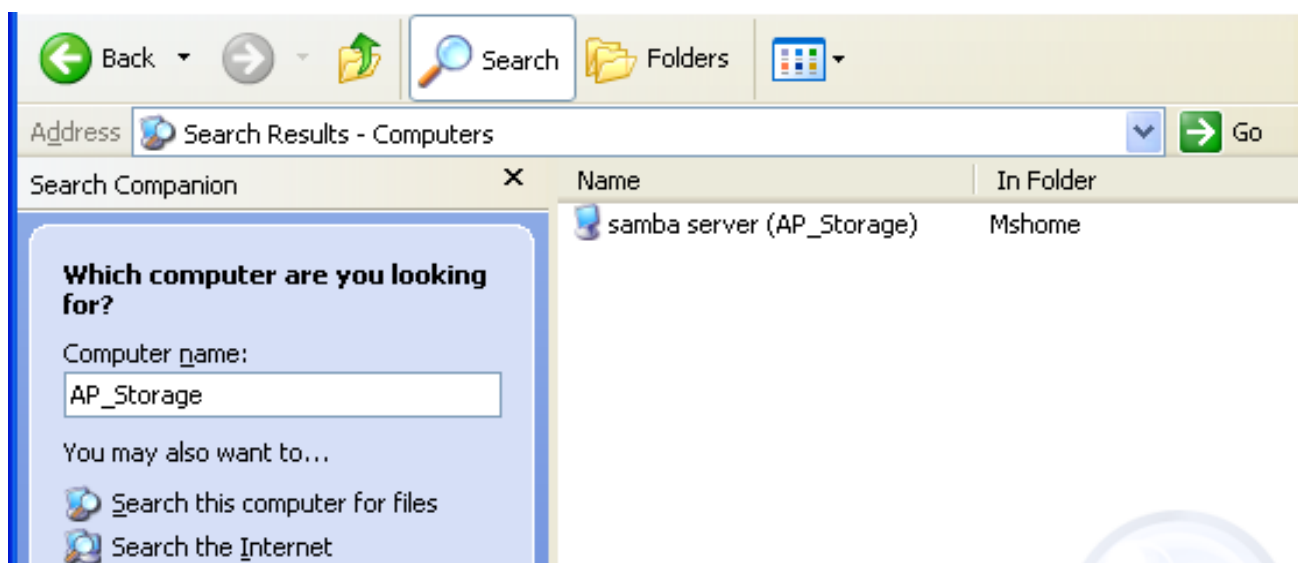 Back Search Folders
Address Search Results - Computers Go
Search Companion
Which computer are you looking
for?
Computer name:
AP_Storage
You may also want to...
Search this computer for files
Search the Internet
Name In Folder
samba server (AP_Storage) Mshome